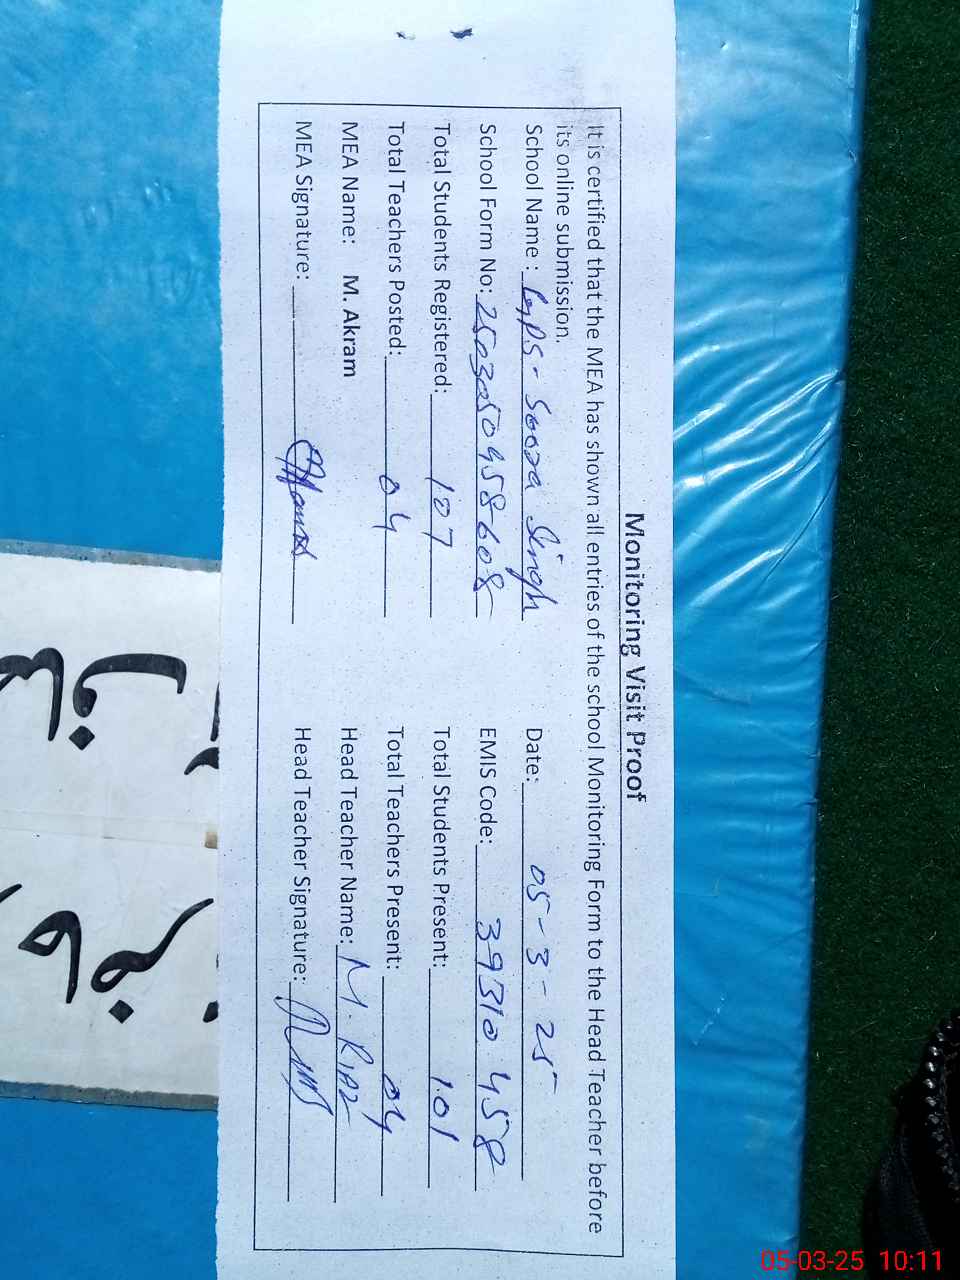 Monitoring Visit Proof
It is certified that the MEA has shown all entries of the school Monitoring Form to the Head Teacher before
its online submission.
School Name : GPS - Sooza Singh Date: 05-3-25
School Form No: 2503050458608 EMIS Code: 39310458
Total Students Registered: 107 Total Students Present: 101
Total Teachers Posted: 04 Total Teachers Present: 04
MEA Name: M. Akram Head Teacher Name: M. RIAZ
MEA Signature: Head Teacher Signature:
05-03-25 10:11